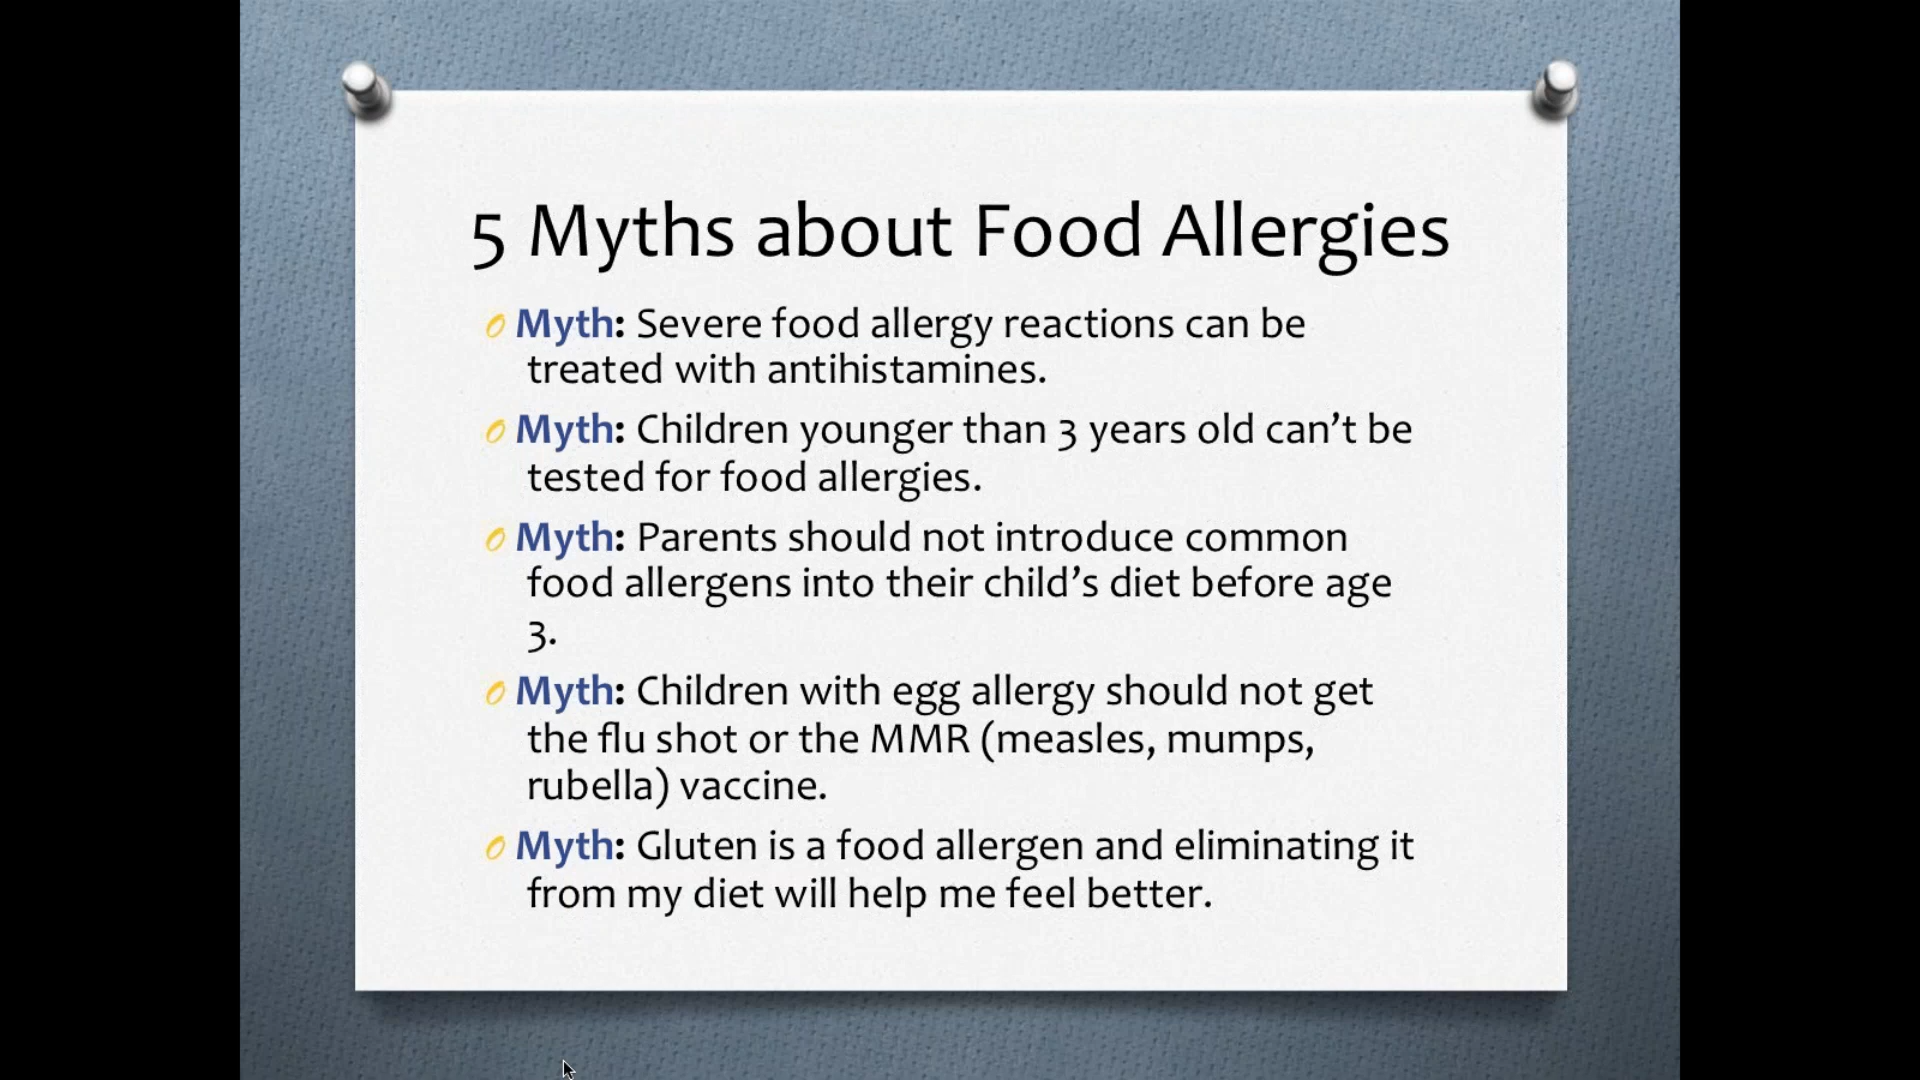 5 Myths about Food Allergies
Myth: Severe food allergy reactions can be
treated with antihistamines.
Myth: Children younger than 3 years old can’t be
tested for food allergies.
Myth: Parents should not introduce common
food allergens into their child’s diet before age
3.
Myth: Children with egg allergy should not get
the flu shot or the MMR (measles, mumps,
rubella) vaccine.
Myth: Gluten is a food allergen and eliminating it
from my diet will help me feel better.